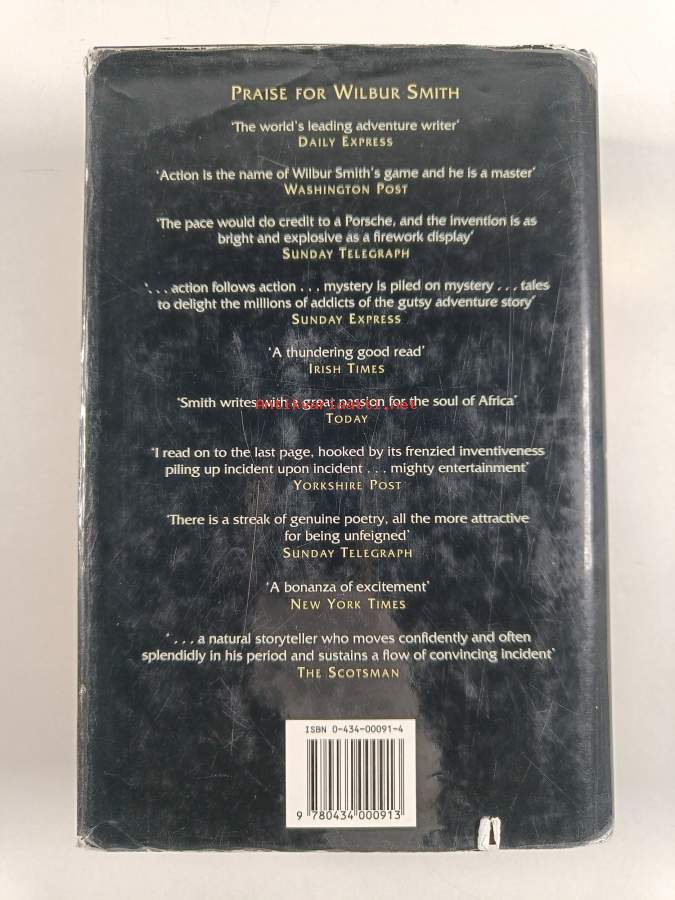 PRAISE FOR WILBUR SMITH
'The world's leading adventure writer'
DAILY EXPRESS
'Action is the name of Wilbur Smith's game and he is a master'
WASHINGTON POST
'The pace would do credit to a Porsche, and the invention is as
bright and explosive as a firework display'
SUNDAY TELEGRAPH
'. . . action follows action . . . mystery is piled on mystery . . . tales
to delight the millions of addicts of the gutsy adventure story'
SUNDAY EXPRESS
'A thundering good read'
IRISH TIMES
'Smith writes with a great passion for the soul of Africa'
Antikvariaatti.net
TODAY
'I read on to the last page, hooked by its frenzied inventiveness
piling up incident upon incident . . . mighty entertainment'
YORKSHIRE POST
'There is a streak of genuine poetry, all the more attractive
for being unfeigned'
SUNDAY TELEGRAPH
'A bonanza of excitement'
NEW YORK TIMES
'. . . a natural storyteller who moves confidently and often
splendidly in his period and sustains a flow of convincing incident'
THE SCOTSMAN
ISBN 0-434-00091-4
9 780434 000913